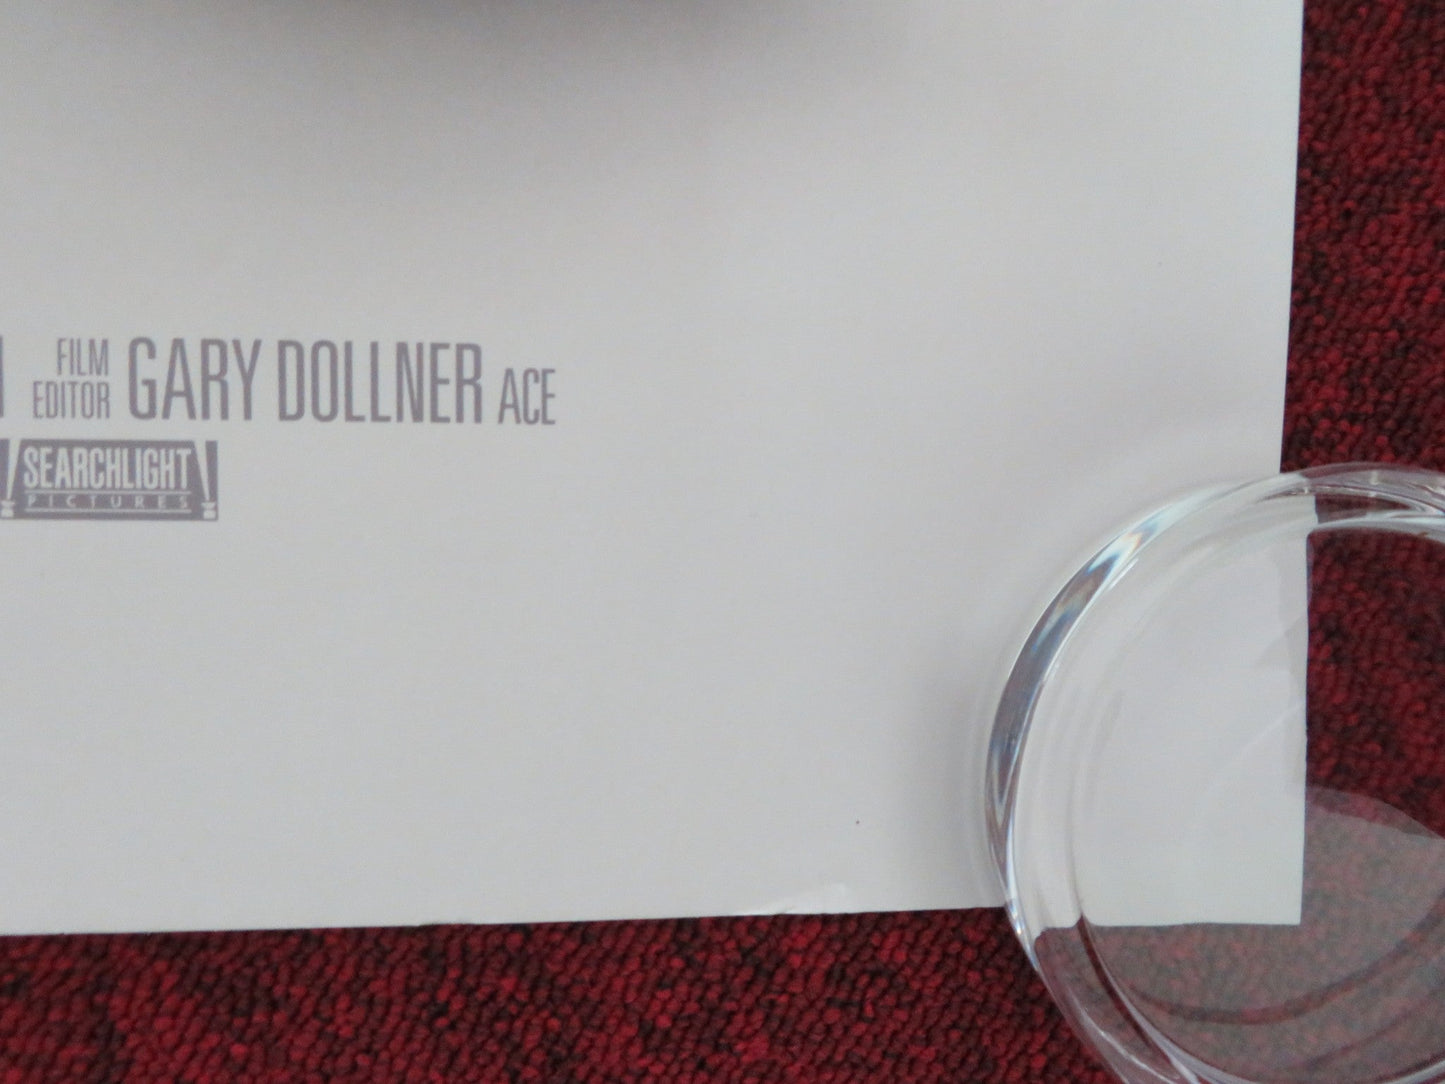 FILM EDITOR GARY DOLLNER ACE
SEARCHLIGHT
PICTURES